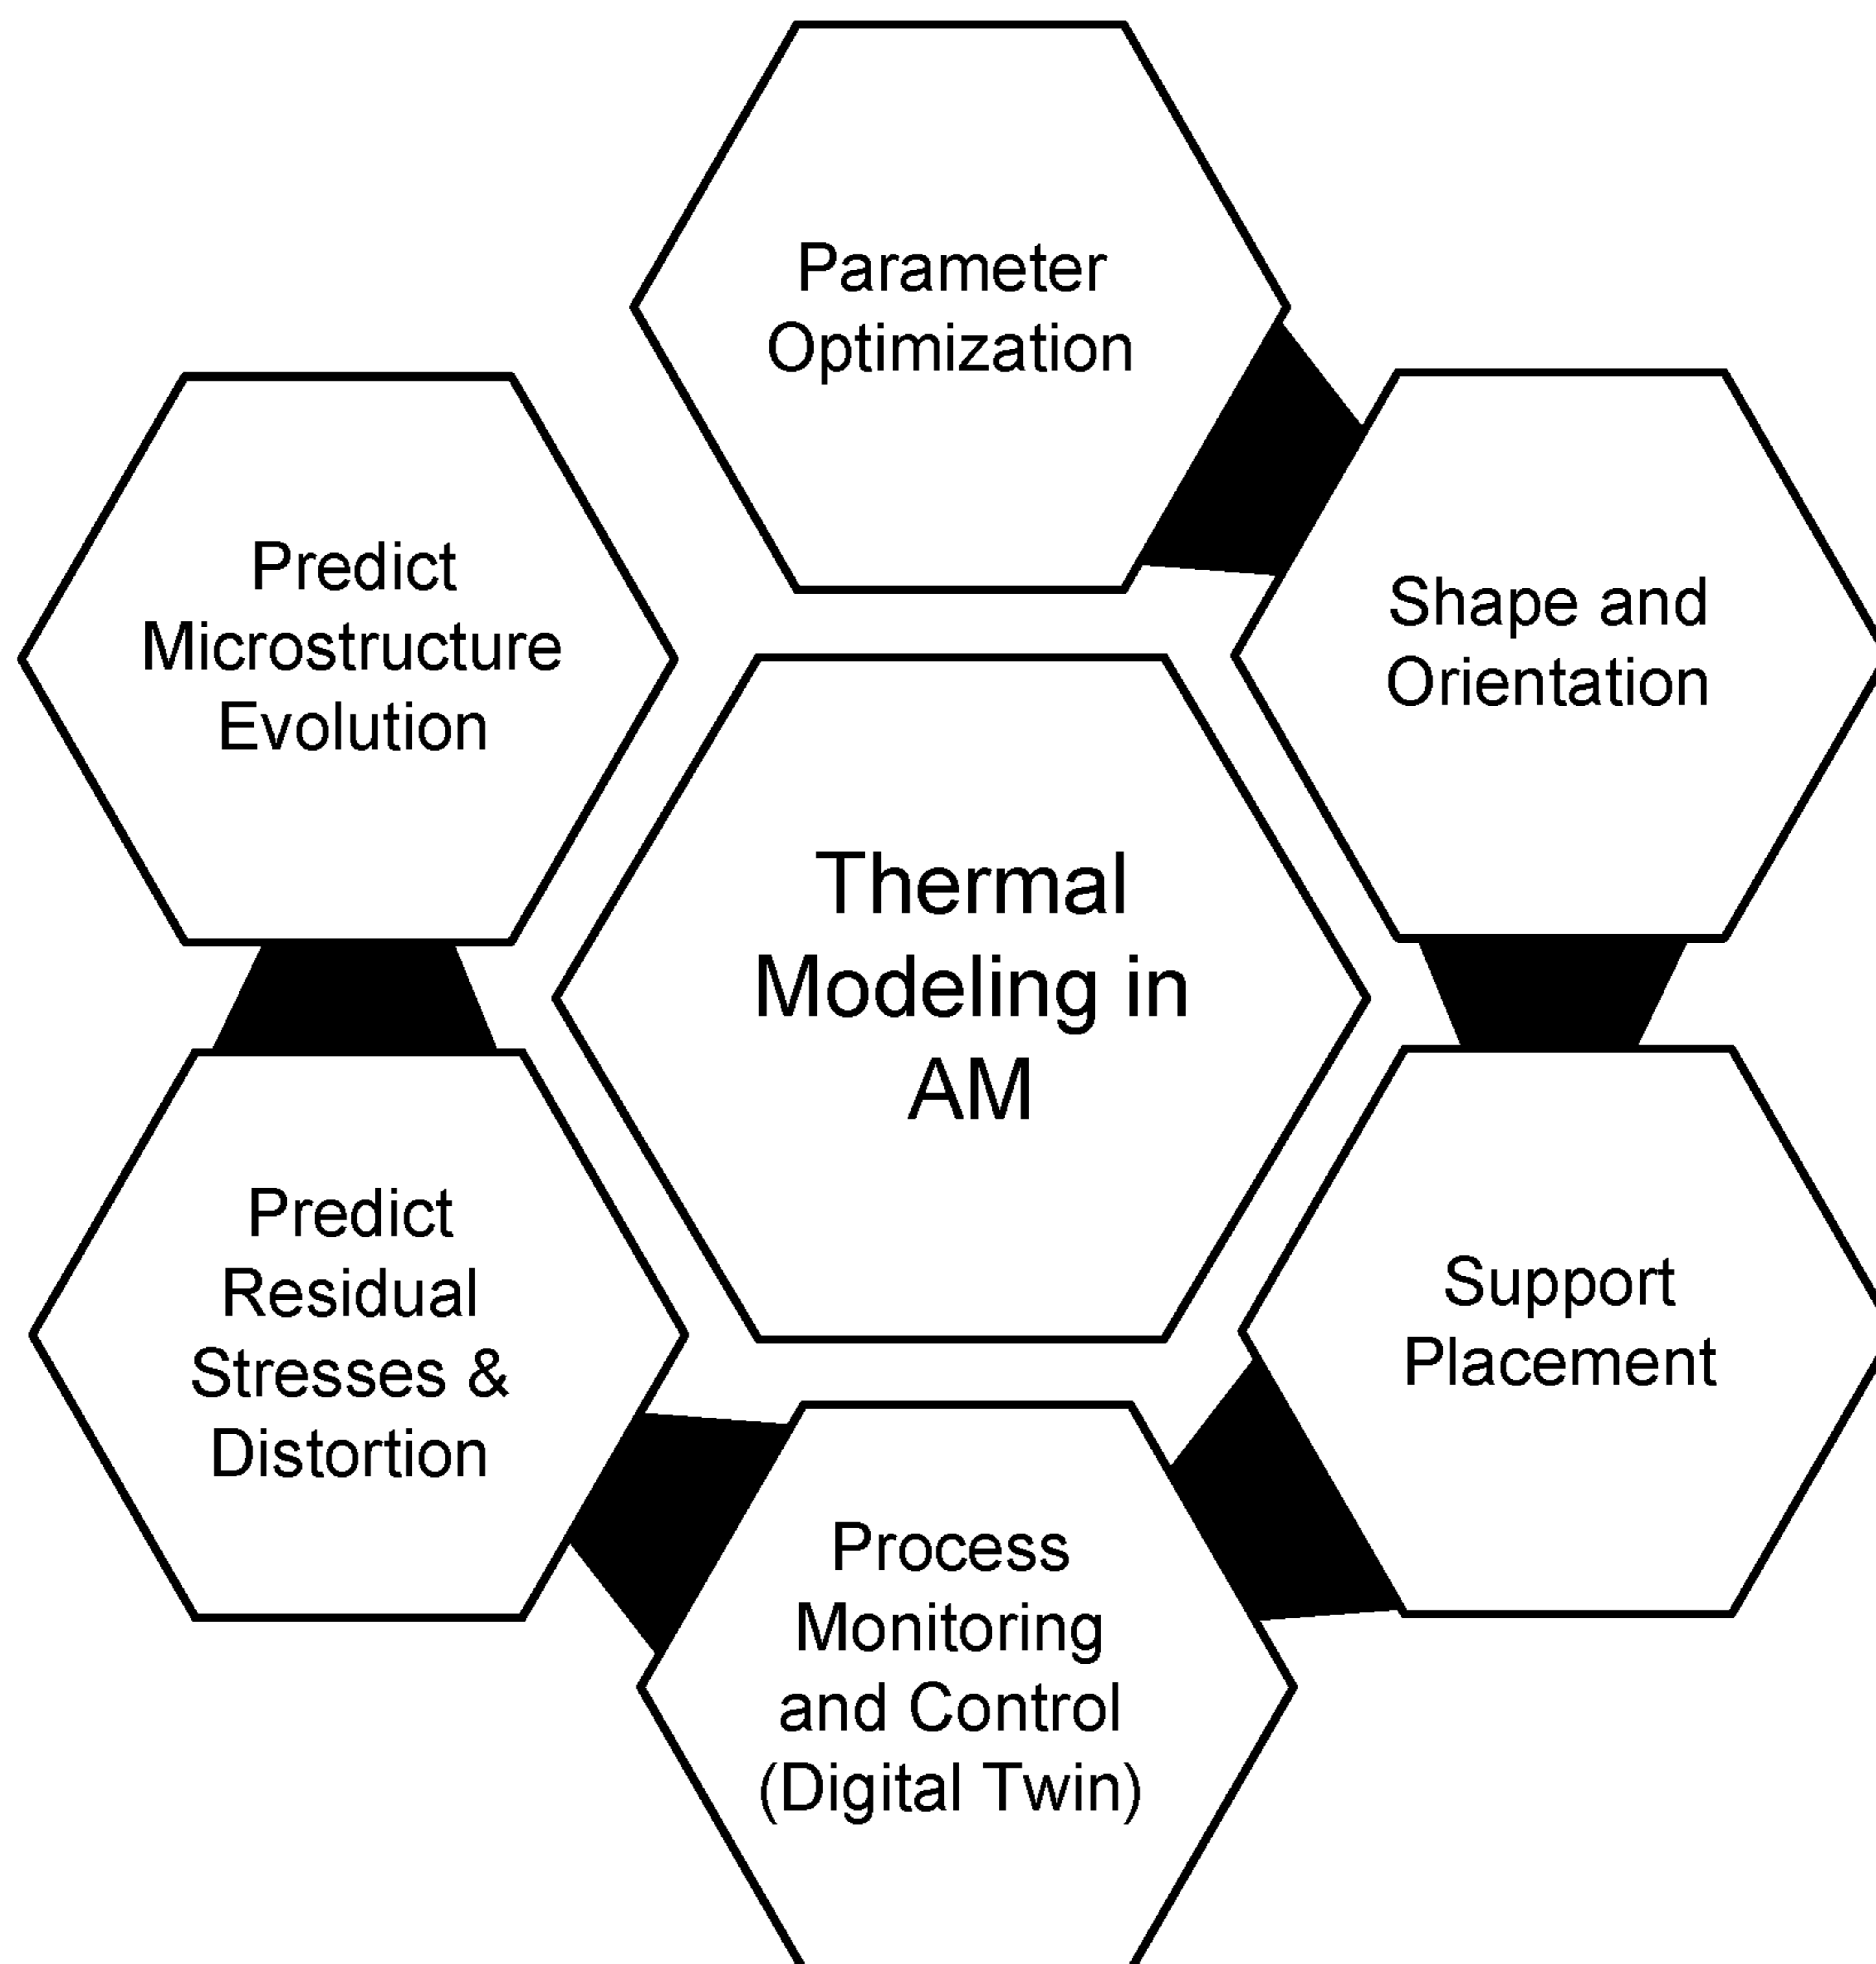 Parameter
Optimization
Predict
Microstructure
Evolution
Shape and
Orientation
Thermal
Modeling in
AM
Predict
Residual
Stresses &
Distortion
Support
Placement
Process
Monitoring
and Control
(Digital Twin)